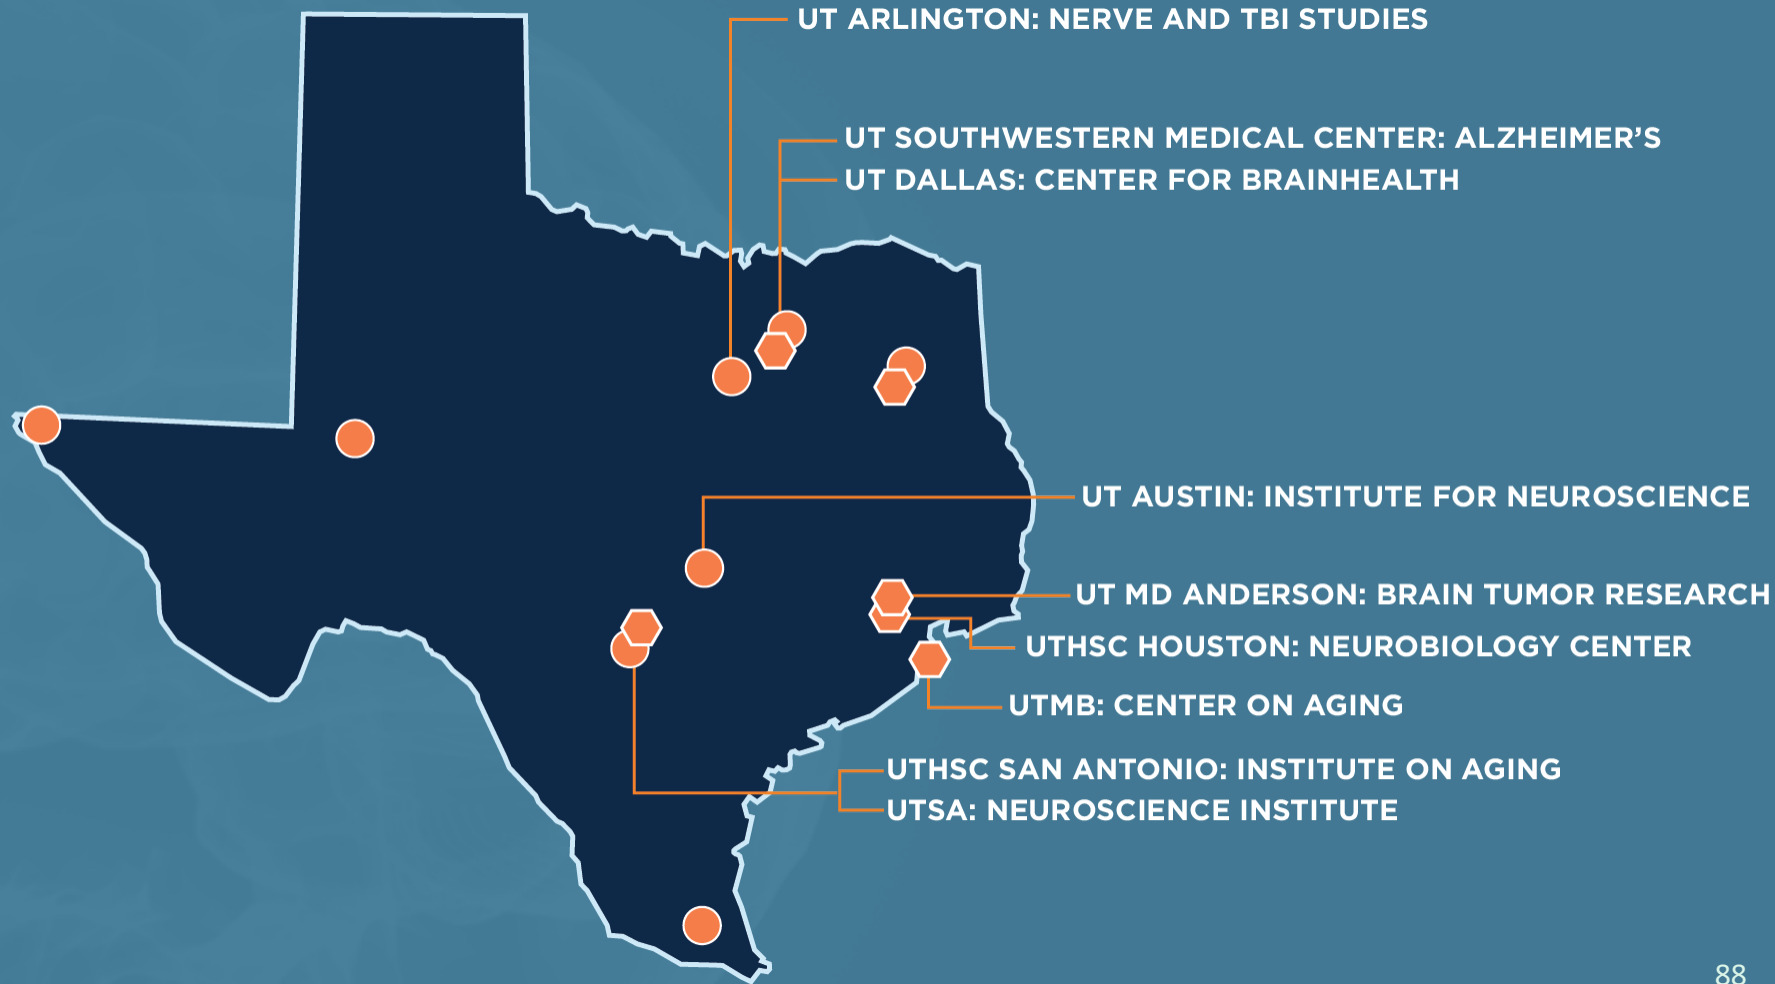 UT ARLINGTON: NERVE AND TBI STUDIES
UT SOUTHWESTERN MEDICAL CENTER: ALZHEIMER’S
UT DALLAS: CENTER FOR BRAINHEALTH
UT AUSTIN: INSTITUTE FOR NEUROSCIENCE
UT MD ANDERSON: BRAIN TUMOR RESEARCH
UTHSC HOUSTON: NEUROBIOLOGY CENTER
UTMB: CENTER ON AGING
UTHSC SAN ANTONIO: INSTITUTE ON AGING
UTSA: NEUROSCIENCE INSTITUTE
88